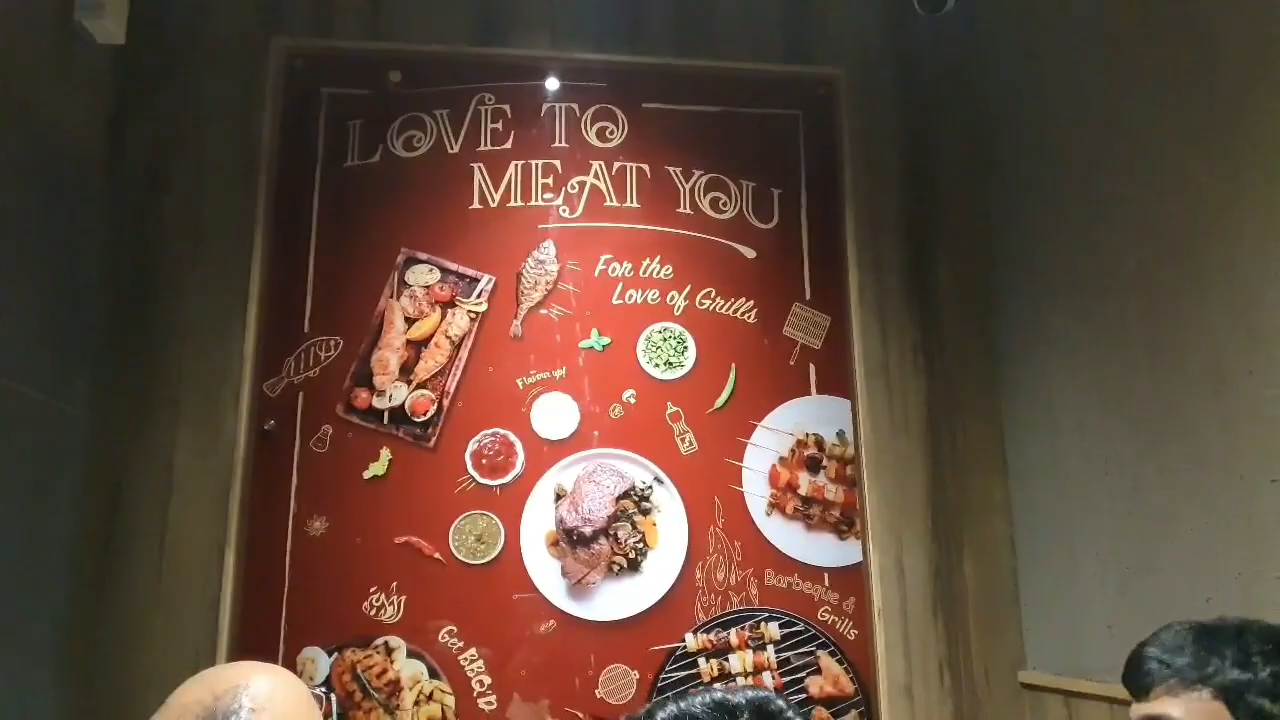 LOVE TO
MEAT YOU
For the
Love of Grills
Flavour up!
Barbeque &
Grills
Get BBQ'D